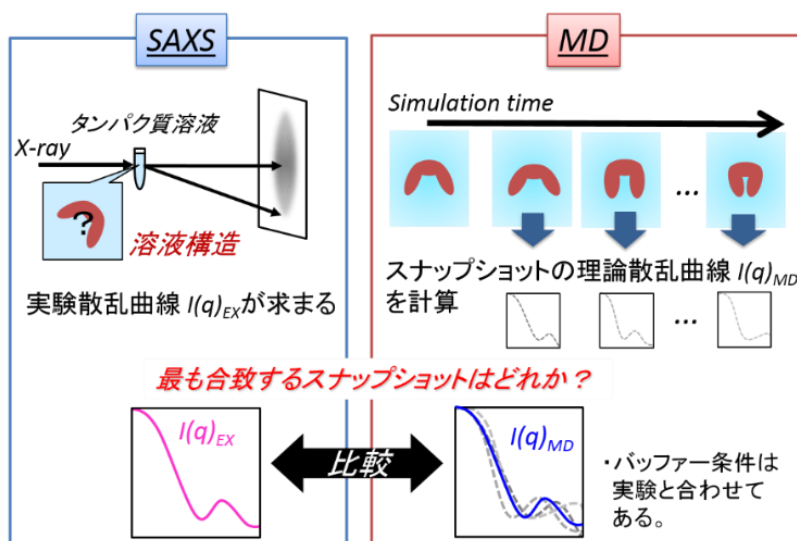 SAXS
タンパク質溶液
X-ray
?
溶液構造
実験散乱曲線 I(q)EXが求まる
MD
Simulation time
...
スナップショットの理論散乱曲線 I(q)MD
を計算
...
最も合致するスナップショットはどれか？
I(q)EX
比較
I(q)MD
・バッファー条件は
実験と合わせて
ある。